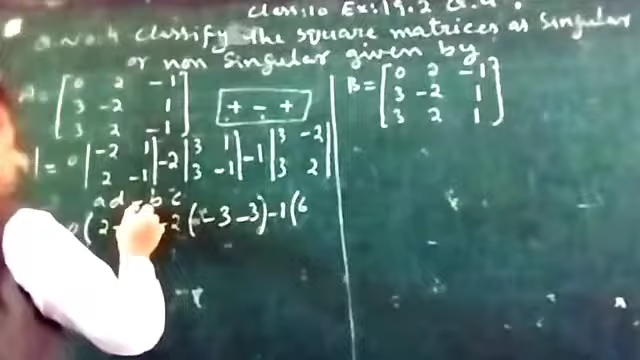 Class:10 Ex:19.2 Q.4
Q.No.4 Classify the square matrices as Singular
or non Singular given by
A = [ 0 2 -1
3 -2 1
3 2 -1 ]
+ - +
| = 0 | -2 1
2 -1 | -2 | 3 1
3 -1 | -1 | 3 -2
3 2 |
ad - bc
0 ( 2 - -2 ( -3 -3 ) -1 ( 6
B = [ 0 2 -1
3 -2 1
3 2 1 ]